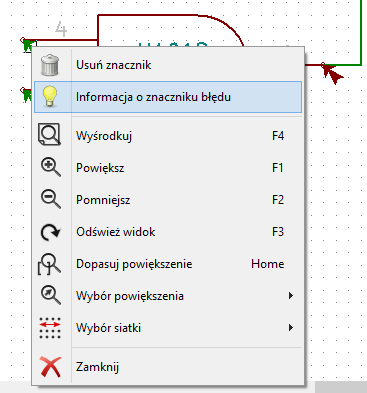 4
Usuń znacznik
Informacja o znaczniku błędu
Wyśrodkuj F4
Powiększ F1
Pomniejsz F2
Odśwież widok F3
Dopasuj powiększenie Home
Wybór powiększenia
Wybór siatki
Zamknij